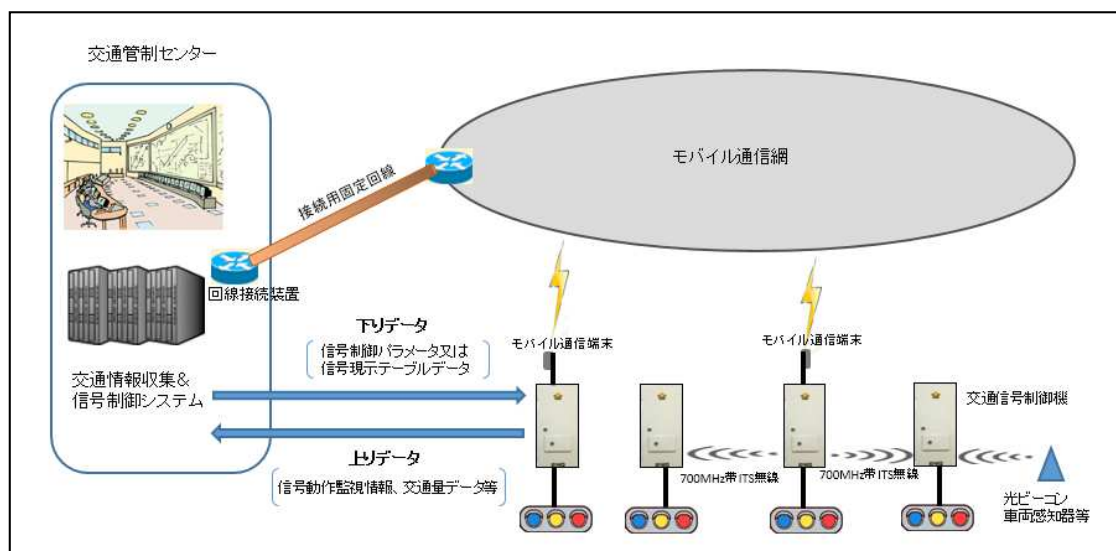 交通管制センター
モバイル通信網
接続用固定回線
回線接続装置
下りデータ
信号制御パラメータ又は
信号現示テーブルデータ
モバイル通信端末
モバイル通信端末
交通情報収集&
信号制御システム
交通信号制御機
上りデータ
信号動作監視情報、交通量データ等
700MHz帯ITS無線
700MHz帯ITS無線
光ビーコン
車両感知器等